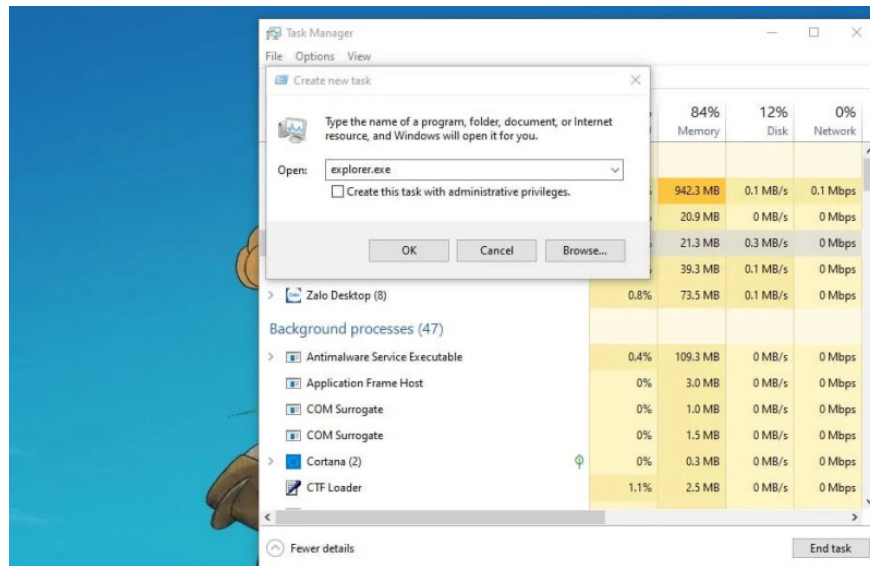 Task Manager
File Options View
Create new task
Type the name of a program, folder, document, or Internet
resource, and Windows will open it for you.
Open: explorer.exe
Create this task with administrative privileges.
OK Cancel Browse...
84% 12% 0%
Memory Disk Network
942.3 MB 0.1 MB/s 0.1 Mbps
20.9 MB 0 MB/s 0 Mbps
21.3 MB 0.3 MB/s 0 Mbps
39.3 MB 0.1 MB/s 0 Mbps
Zalo Desktop (8) 0.8% 73.5 MB 0.1 MB/s 0 Mbps
Background processes (47)
Antimalware Service Executable 0.4% 109.3 MB 0 MB/s 0 Mbps
Application Frame Host 0% 3.0 MB 0 MB/s 0 Mbps
COM Surrogate 0% 1.0 MB 0 MB/s 0 Mbps
COM Surrogate 0% 1.5 MB 0 MB/s 0 Mbps
Cortana (2) 0% 0.3 MB 0 MB/s 0 Mbps
CTF Loader 1.1% 2.5 MB 0 MB/s 0 Mbps
Fewer details End task